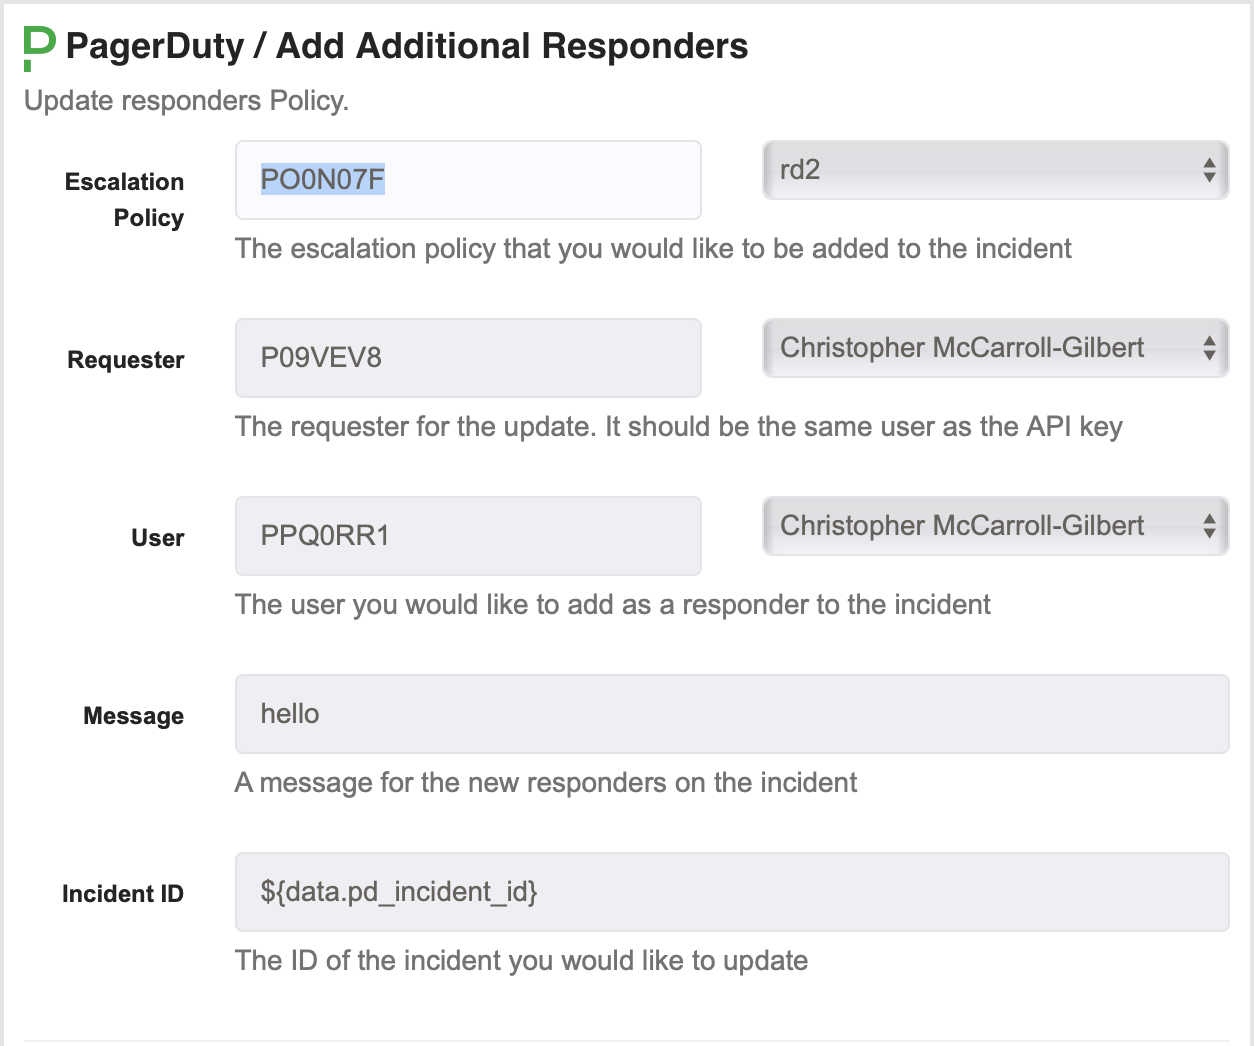 PagerDuty / Add Additional Responders
Update responders Policy.
Escalation Policy
PO0N07F
rd2
The escalation policy that you would like to be added to the incident
Requester
P09VEV8
Christopher McCarroll-Gilbert
The requester for the update. It should be the same user as the API key
User
PPQ0RR1
Christopher McCarroll-Gilbert
The user you would like to add as a responder to the incident
Message
hello
A message for the new responders on the incident
Incident ID
${data.pd_incident_id}
The ID of the incident you would like to update